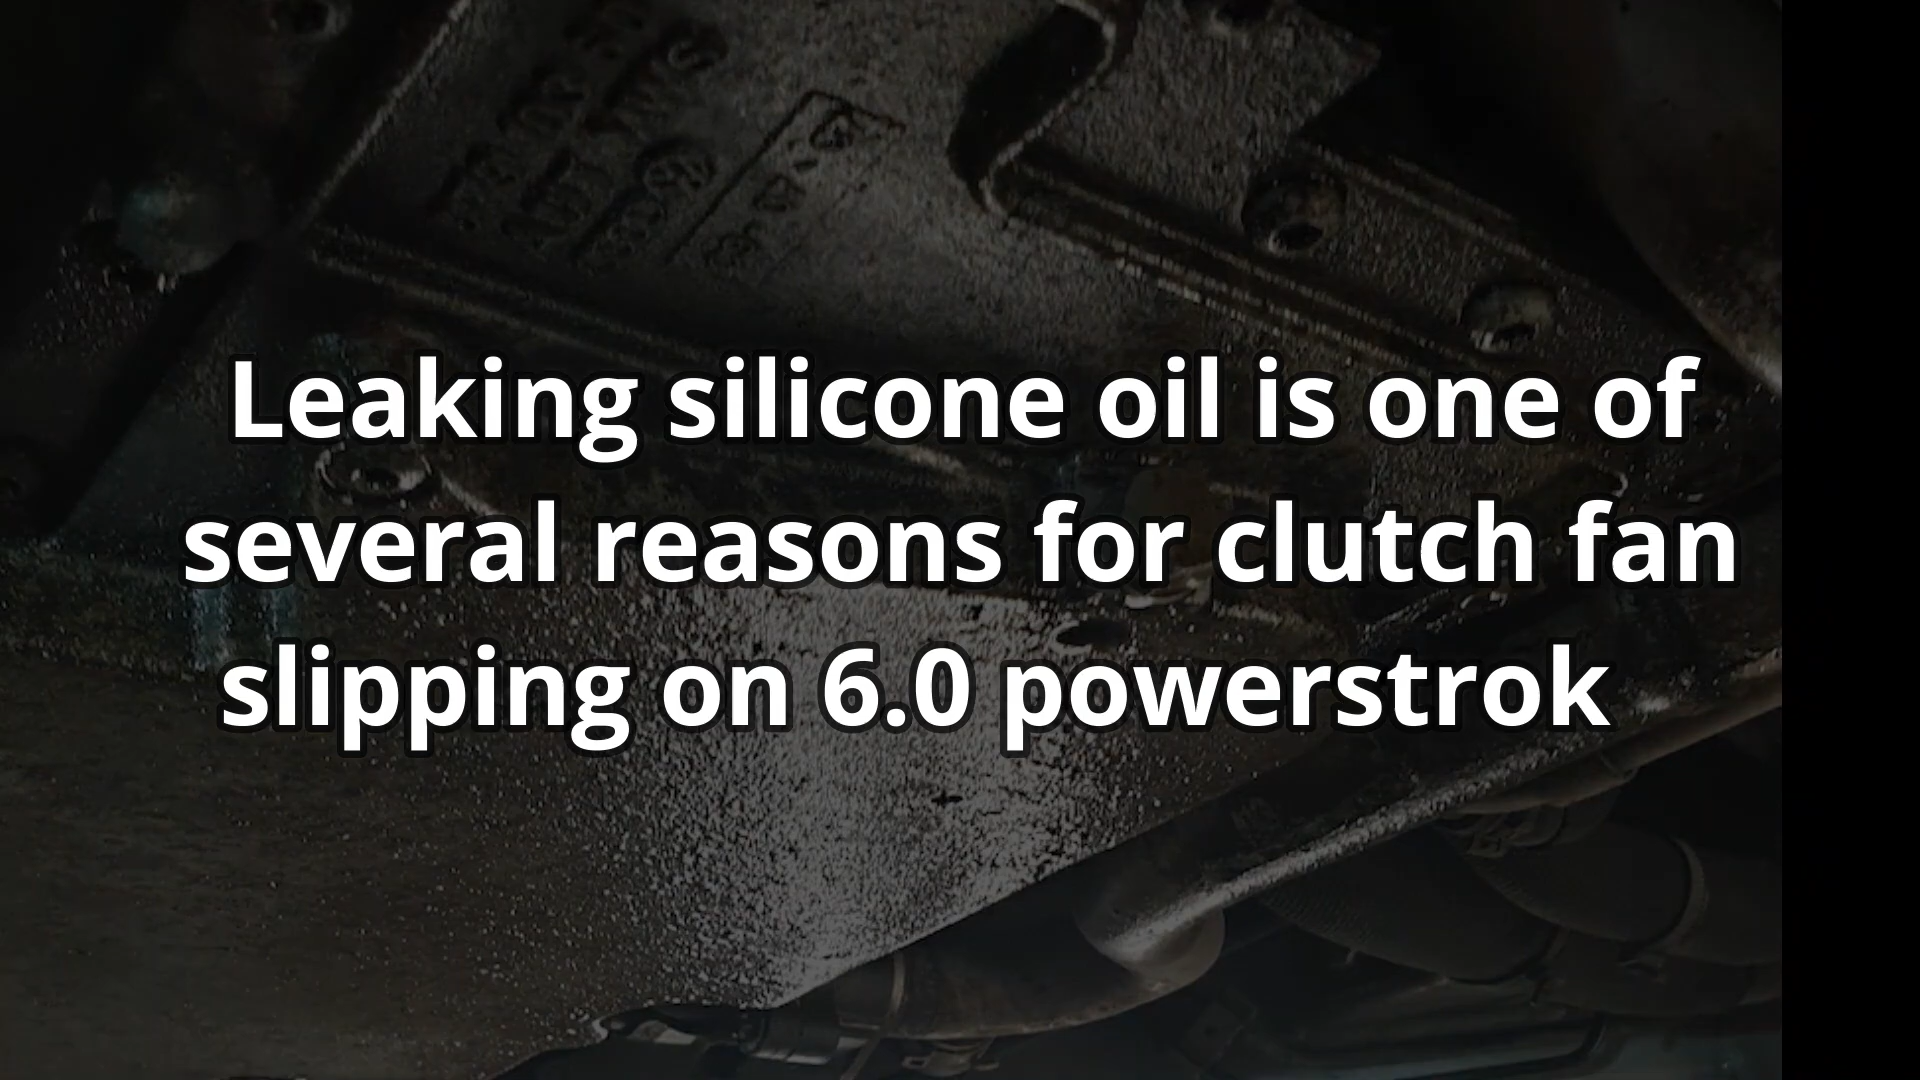 Leaking silicone oil is one of
several reasons for clutch fan
slipping on 6.0 powerstrok